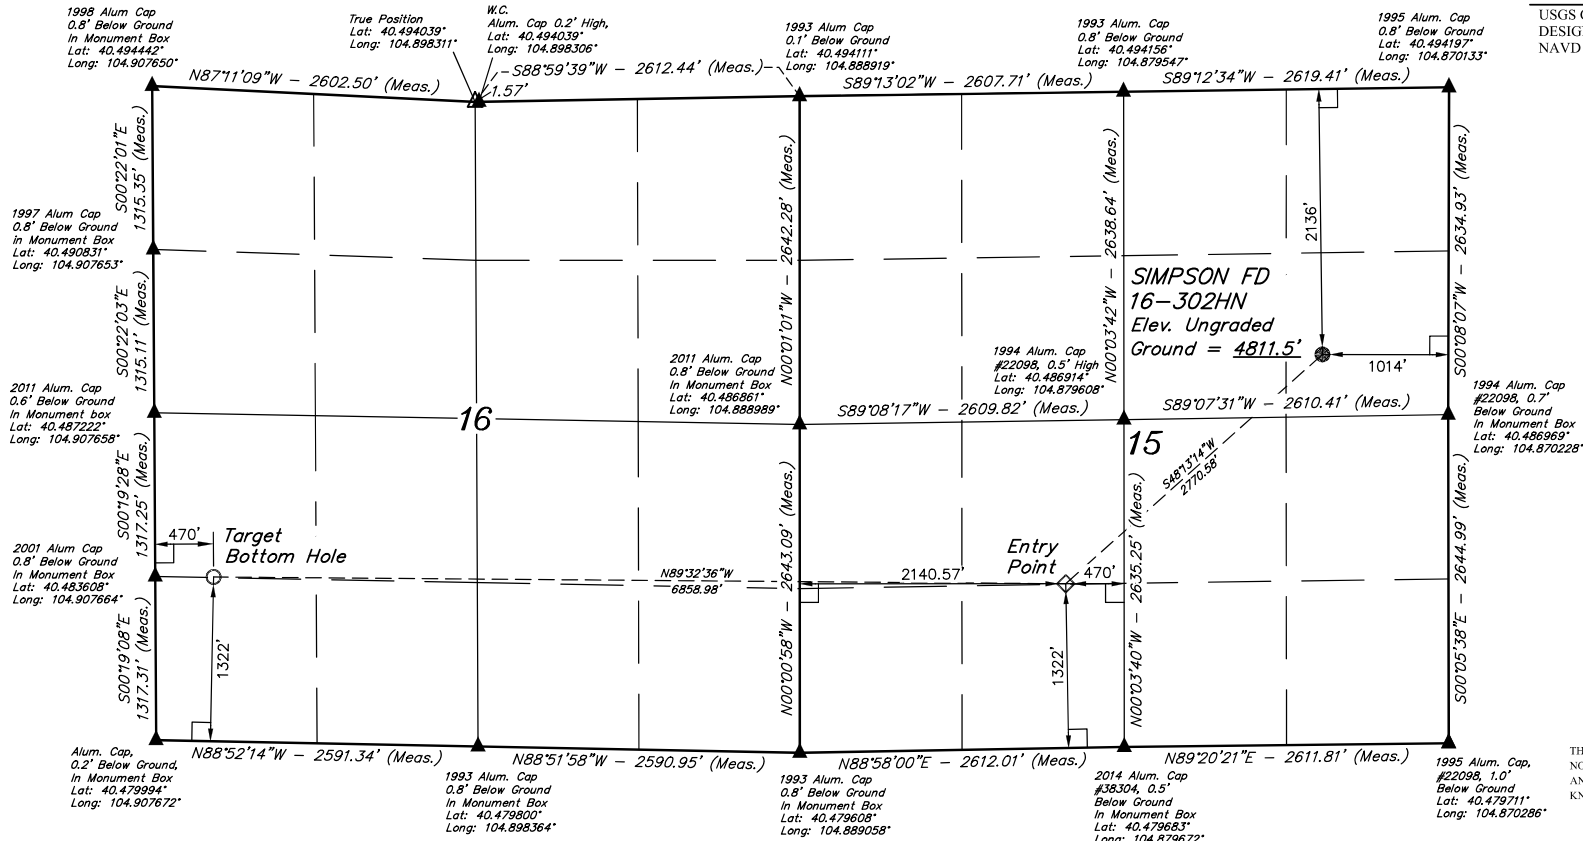 1998 Alum Cap
0.8' Below Ground
In Monument Box
Lat: 40.494442°
Long: 104.907650°
True Position
Lat: 40.494039°
Long: 104.898311°
W.C.
Alum. Cap 0.2' High,
Lat: 40.494039°
Long: 104.898306°
1993 Alum. Cap
0.1' Below Ground
Lat: 40.494111°
Long: 104.888919°
1993 Alum. Cap
0.8' Below Ground
Lat: 40.494156°
Long: 104.879547°
1995 Alum. Cap
0.8' Below Ground
Lat: 40.494197°
Long: 104.870133°
USGS
DESIG
NAVD
N87°11'09"W - 2602.50' (Meas.)
S88°59'39"W - 2612.44' (Meas.)
1.57'
S89°13'02"W - 2607.71' (Meas.)
S89°12'34"W - 2619.41' (Meas.)
S00°22'01"E
1315.35' (Meas.)
N00°01'01"W - 2642.28' (Meas.)
N00°03'42"W - 2638.64' (Meas.)
2136'
S00°08'07"W - 2634.93' (Meas.)
1997 Alum Cap
0.8' Below Ground
in Monument Box
Lat: 40.490831°
Long: 104.907653°
S00°22'03"E
1315.11' (Meas.)
SIMPSON FD
16-302HN
Elev. Ungraded
Ground = 4811.5'
1014'
2011 Alum. Cap
0.8' Below Ground
In Monument Box
Lat: 40.486861°
Long: 104.888989°
1994 Alum. Cap
#22098, 0.5' High
Lat: 40.486914°
Long: 104.879608°
2011 Alum. Cap
0.6' Below Ground
In Monument box
Lat: 40.487222°
Long: 104.907658°
16
S89°08'17"W - 2609.82' (Meas.)
S89°07'31"W - 2610.41' (Meas.)
1994 Alum. Cap
#22098, 0.7'
Below Ground
In Monument Box
Lat: 40.486969°
Long: 104.870228°
15
S48°13'14"W
2770.58'
S00°19'28"E
1317.25' (Meas.)
470'
Target
Bottom Hole
2001 Alum Cap
0.8' Below Ground
In Monument Box
Lat: 40.483608°
Long: 104.907664°
N89°32'36"W
6858.98'
N00°00'58"W - 2643.09' (Meas.)
2140.57'
Entry
Point
470'
N00°03'40"W - 2635.25' (Meas.)
S00°05'38"E - 2644.99' (Meas.)
S00°19'08"E
1317.31' (Meas.)
1322'
1322'
N88°52'14"W - 2591.34' (Meas.)
N88°51'58"W - 2590.95' (Meas.)
N88°58'00"E - 2612.01' (Meas.)
N89°20'21"E - 2611.81' (Meas.)
Alum. Cap,
0.2' Below Ground,
In Monument Box
Lat: 40.479994°
Long: 104.907672°
1993 Alum. Cap
0.8' Below Ground
In Monument Box
Lat: 40.479800°
Long: 104.898364°
1993 Alum. Cap
0.8' Below Ground
In Monument Box
Lat: 40.479608°
Long: 104.889058°
2014 Alum. Cap
#38304, 0.5'
Below Ground
In Monument Box
Lat: 40.479683°
Long: 104.879672°
1995 Alum. Cap,
#22098, 1.0'
Below Ground
Lat: 40.479711°
Long: 104.870286°
TH
NO
AN
KN